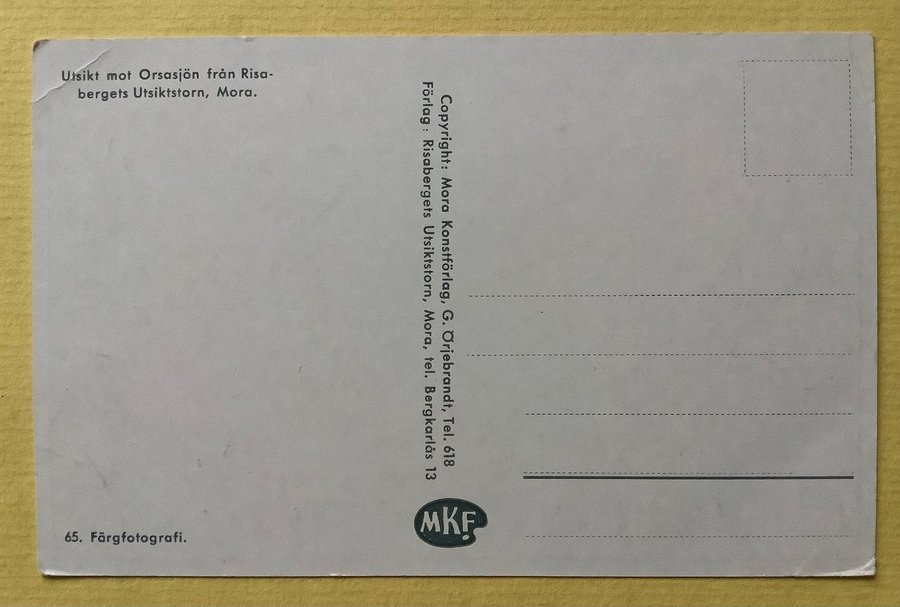 Utsikt mot Orsasjön från Risa-
bergets Utsiktstorn, Mora.
Copyright: Mora Konstförlag, G. Örjebrandt, Tel. 618
Förlag: Risabergets Utsiktstorn, Mora, tel. Bergkarlås 13
MKF.
65. Färgfotografi.